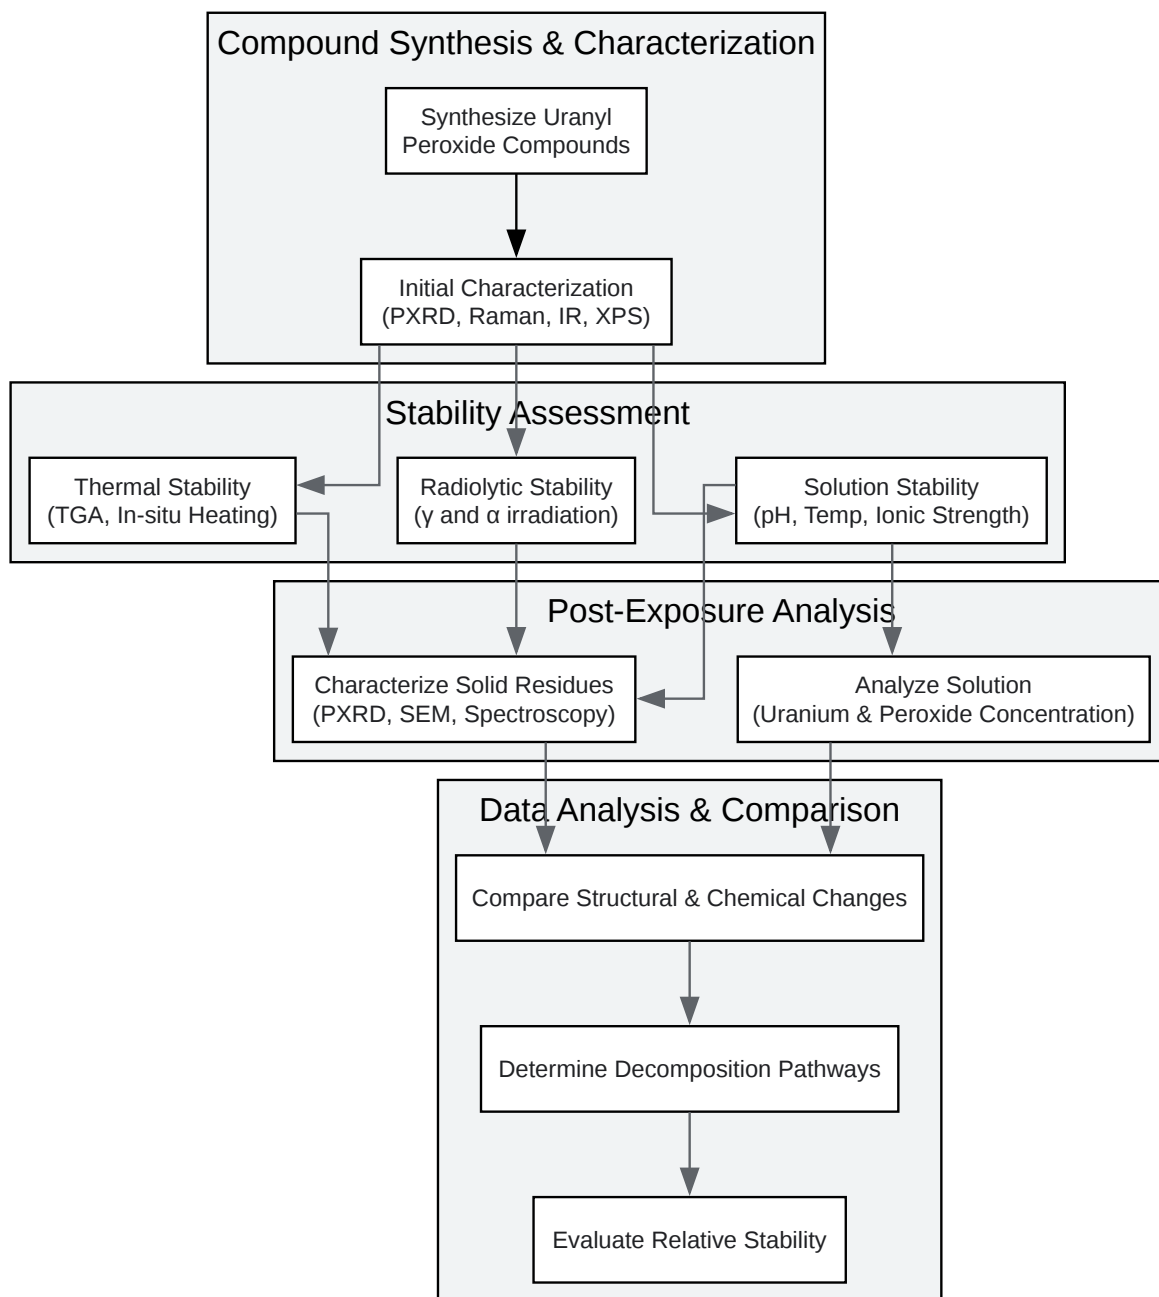 Compound Synthesis & Characterization
Synthesize Uranyl
Peroxide Compounds
Initial Characterization
(PXRD, Raman, IR, XPS)
Stability Assessment
Thermal Stability
(TGA, In-situ Heating)
Radiolytic Stability
(γ and α irradiation)
Solution Stability
(pH, Temp, Ionic Strength)
Post-Exposure Analysis
Characterize Solid Residues
(PXRD, SEM, Spectroscopy)
Analyze Solution
(Uranium & Peroxide Concentration)
Data Analysis & Comparison
Compare Structural & Chemical Changes
Determine Decomposition Pathways
Evaluate Relative Stability